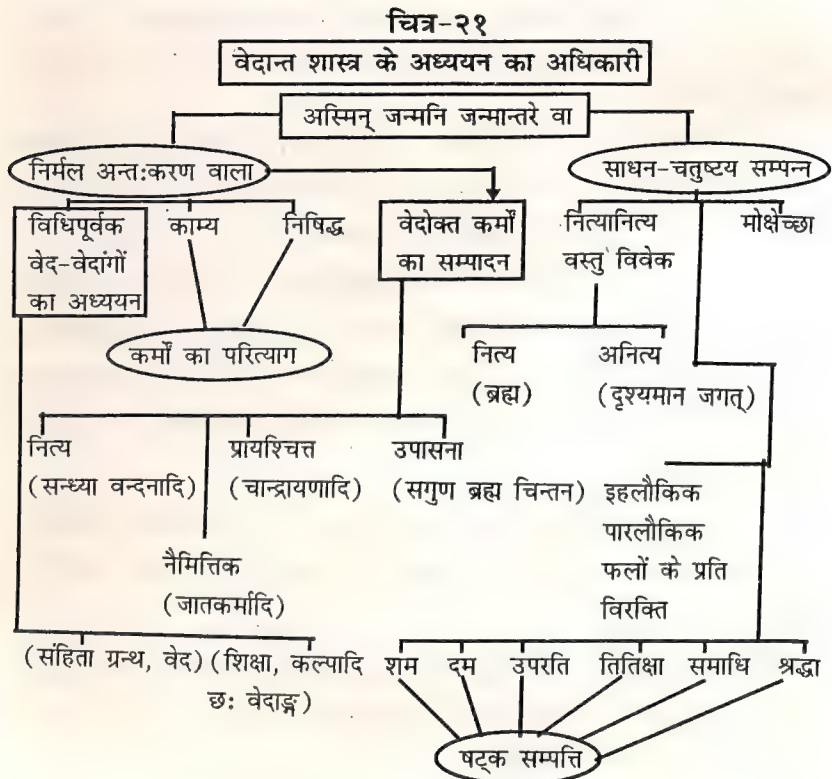 चित्र-२१
वेदान्त शास्त्र के अध्ययन का अधिकारी
अस्मिन् जन्मनि जन्मान्तरे वा
निर्मल अन्त:करण वाला
साधन-चतुष्टय सम्पन्न
विधिपूर्वक
वेद-वेदांगों
का अध्ययन
काम्य
निषिद्ध
कर्मों का परित्याग
वेदोक्त कर्मों
का सम्पादन
नित्यानित्य
वस्तु विवेक
मोक्षेच्छा
नित्य
(ब्रह्म)
अनित्य
(दृश्यमान जगत्)
नित्य
(सन्ध्या वन्दनादि)
प्रायश्चित्त
(चान्द्रायणादि)
उपासना
(सगुण ब्रह्म चिन्तन)
इहलौकिक
पारलौकिक
फलों के प्रति
विरक्ति
नैमित्तिक
(जातकर्मादि)
(संहिता ग्रन्थ, वेद)
(शिक्षा, कल्पादि
छ: वेदाङ्ग)
शम
दम
उपरति
तितिक्षा
समाधि
श्रद्धा
षट्क सम्पत्ति